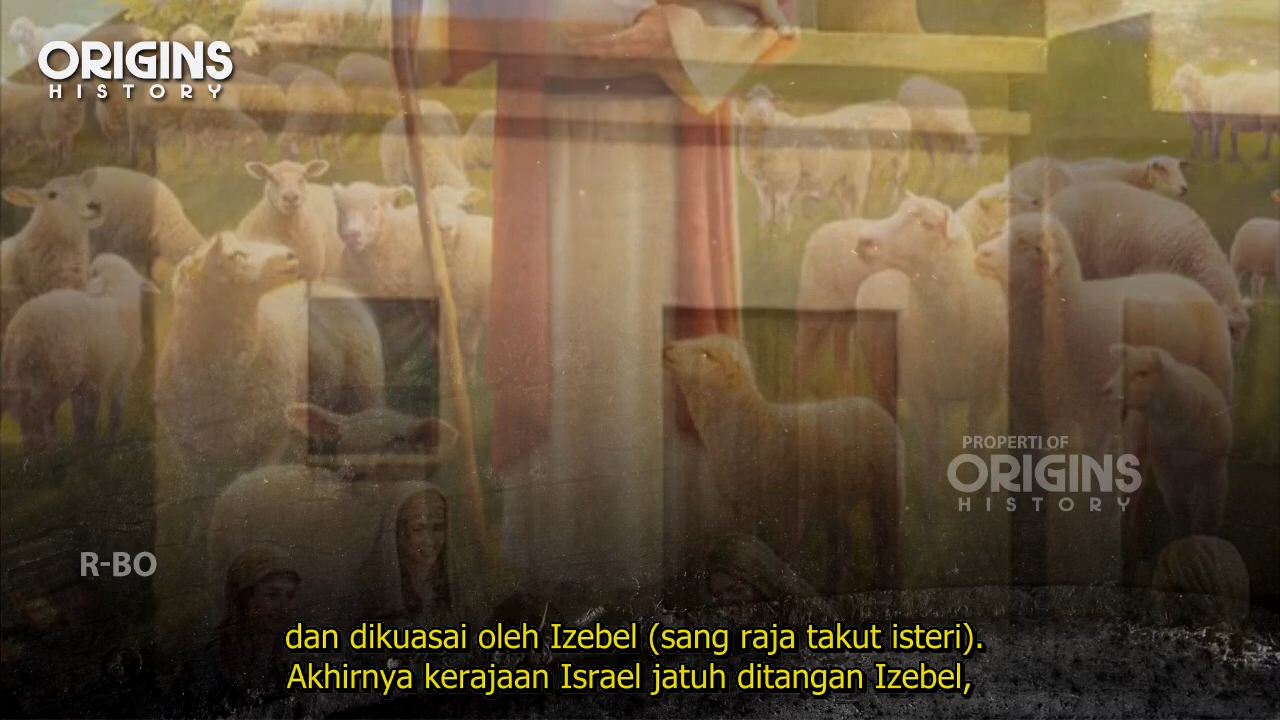 ORIGINS
HISTORY
PROPERTI OF
ORIGINS
HISTORY
R-BO
dan dikuasai oleh Izebel (sang raja takut isteri).
Akhirnya kerajaan Israel jatuh ditangan Izebel,